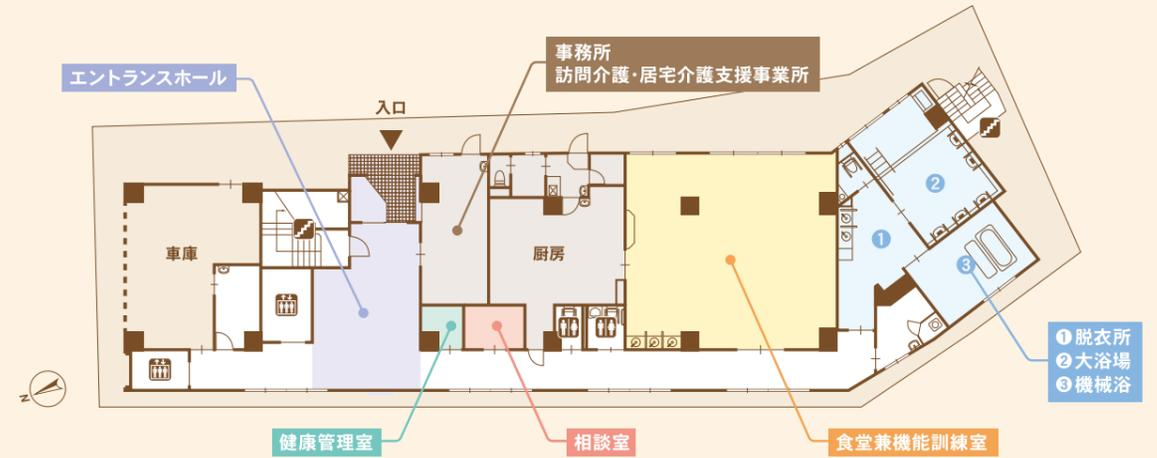 エントランスホール
事務所
訪問介護・居宅介護支援事業所
入口
車庫
厨房
❶
❷
❸
❶脱衣所
❷大浴場
❸機械浴
N
健康管理室
相談室
食堂兼機能訓練室